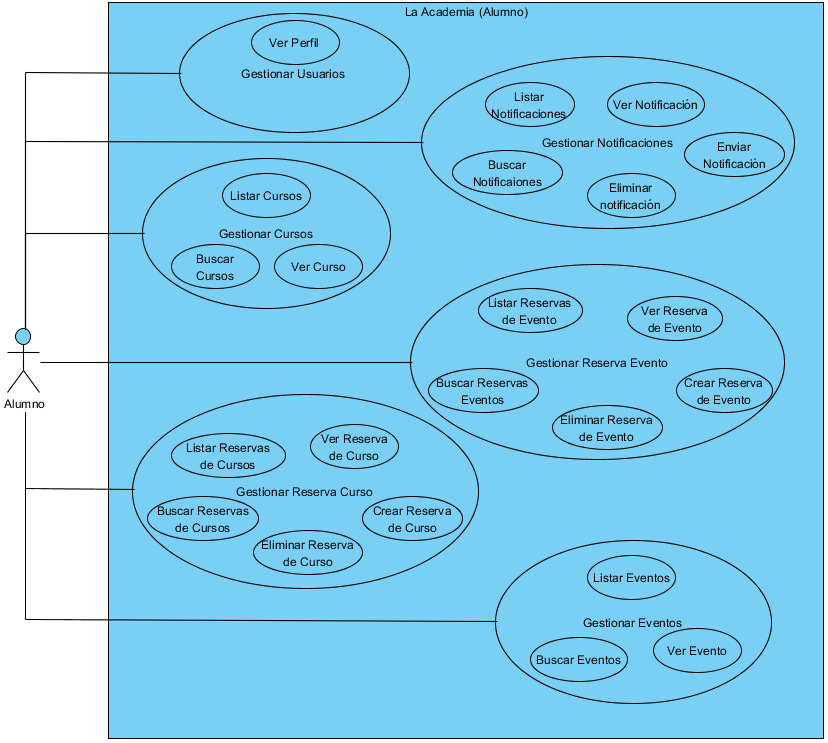 La Academia (Alumno)
Ver Perfil
Gestionar Usuarios
Listar
Notificaciones
Ver Notificación
Gestionar Notificaciones
Enviar
Notificación
Buscar
Notificaiones
Eliminar
notificación
Listar Cursos
Gestionar Cursos
Buscar
Cursos
Ver Curso
Listar Reservas
de Evento
Ver Reserva
de Evento
Gestionar Reserva Evento
Buscar Reservas
Eventos
Crear Reserva
de Evento
Eliminar Reserva
de Evento
Alumno
Listar Reservas
de Cursos
Ver Reserva
de Curso
Gestionar Reserva Curso
Buscar Reservas
de Cursos
Crear Reserva
de Curso
Eliminar Reserva
de Curso
Listar Eventos
Gestionar Eventos
Buscar Eventos
Ver Evento